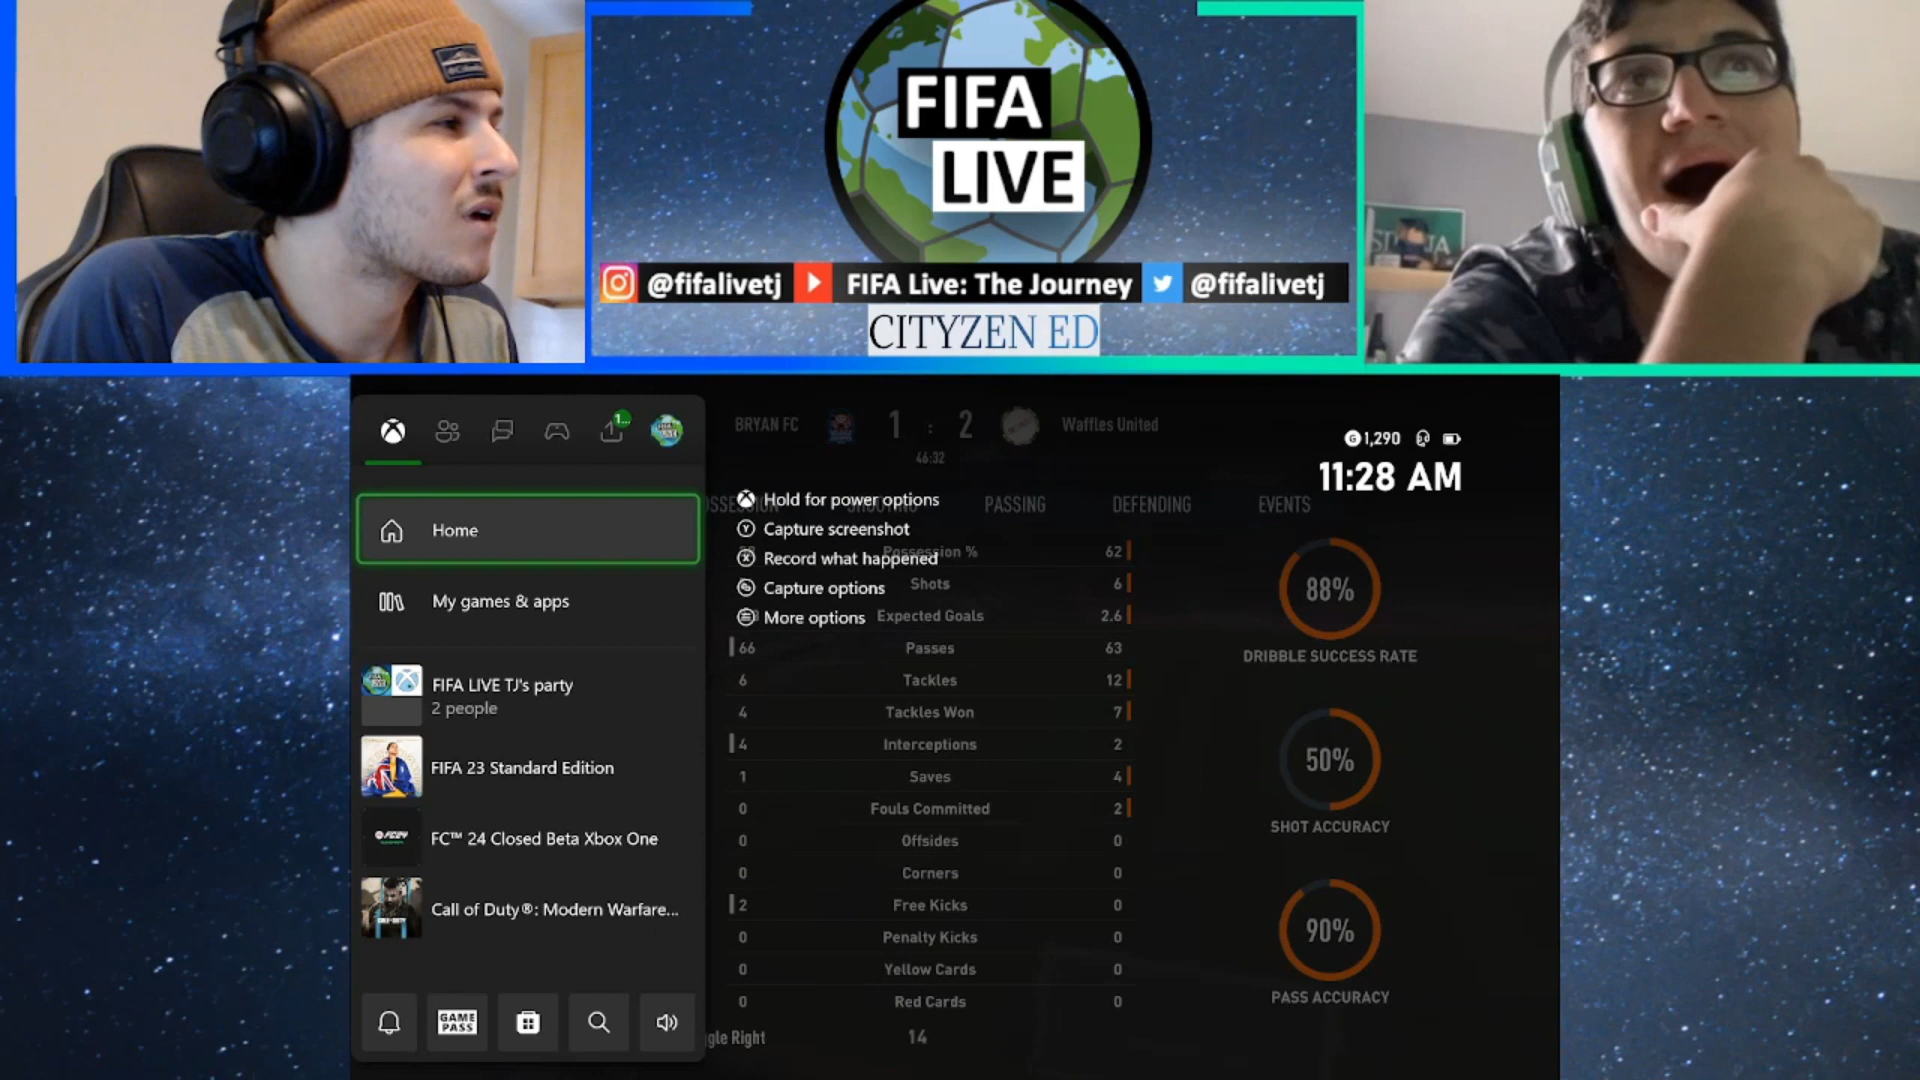 FIFA
LIVE
@fifalivetj
FIFA Live: The Journey
@fifalivetj
CITYZEN ED
1...
BRYAN FC 1 : 2 Waffles United
46:32
1,290
11:28 AM
Home
My games & apps
FIFA LIVE TJ's party
2 people
FIFA 23 Standard Edition
FC™ 24 Closed Beta Xbox One
Call of Duty®: Modern Warfare...
GAME
PASS
Hold for power options
Capture screenshot
Record what happened
Capture options
More options
PASSING DEFENDING EVENTS
Possession % 62
Shots 6
Expected Goals 2.6
66 Passes 63
6 Tackles 12
4 Tackles Won 7
4 Interceptions 2
1 Saves 4
0 Fouls Committed 2
0 Offsides 0
0 Corners 0
2 Free Kicks 0
0 Penalty Kicks 0
0 Yellow Cards 0
0 Red Cards 0
Right 14
88%
DRIBBLE SUCCESS RATE
50%
SHOT ACCURACY
90%
PASS ACCURACY